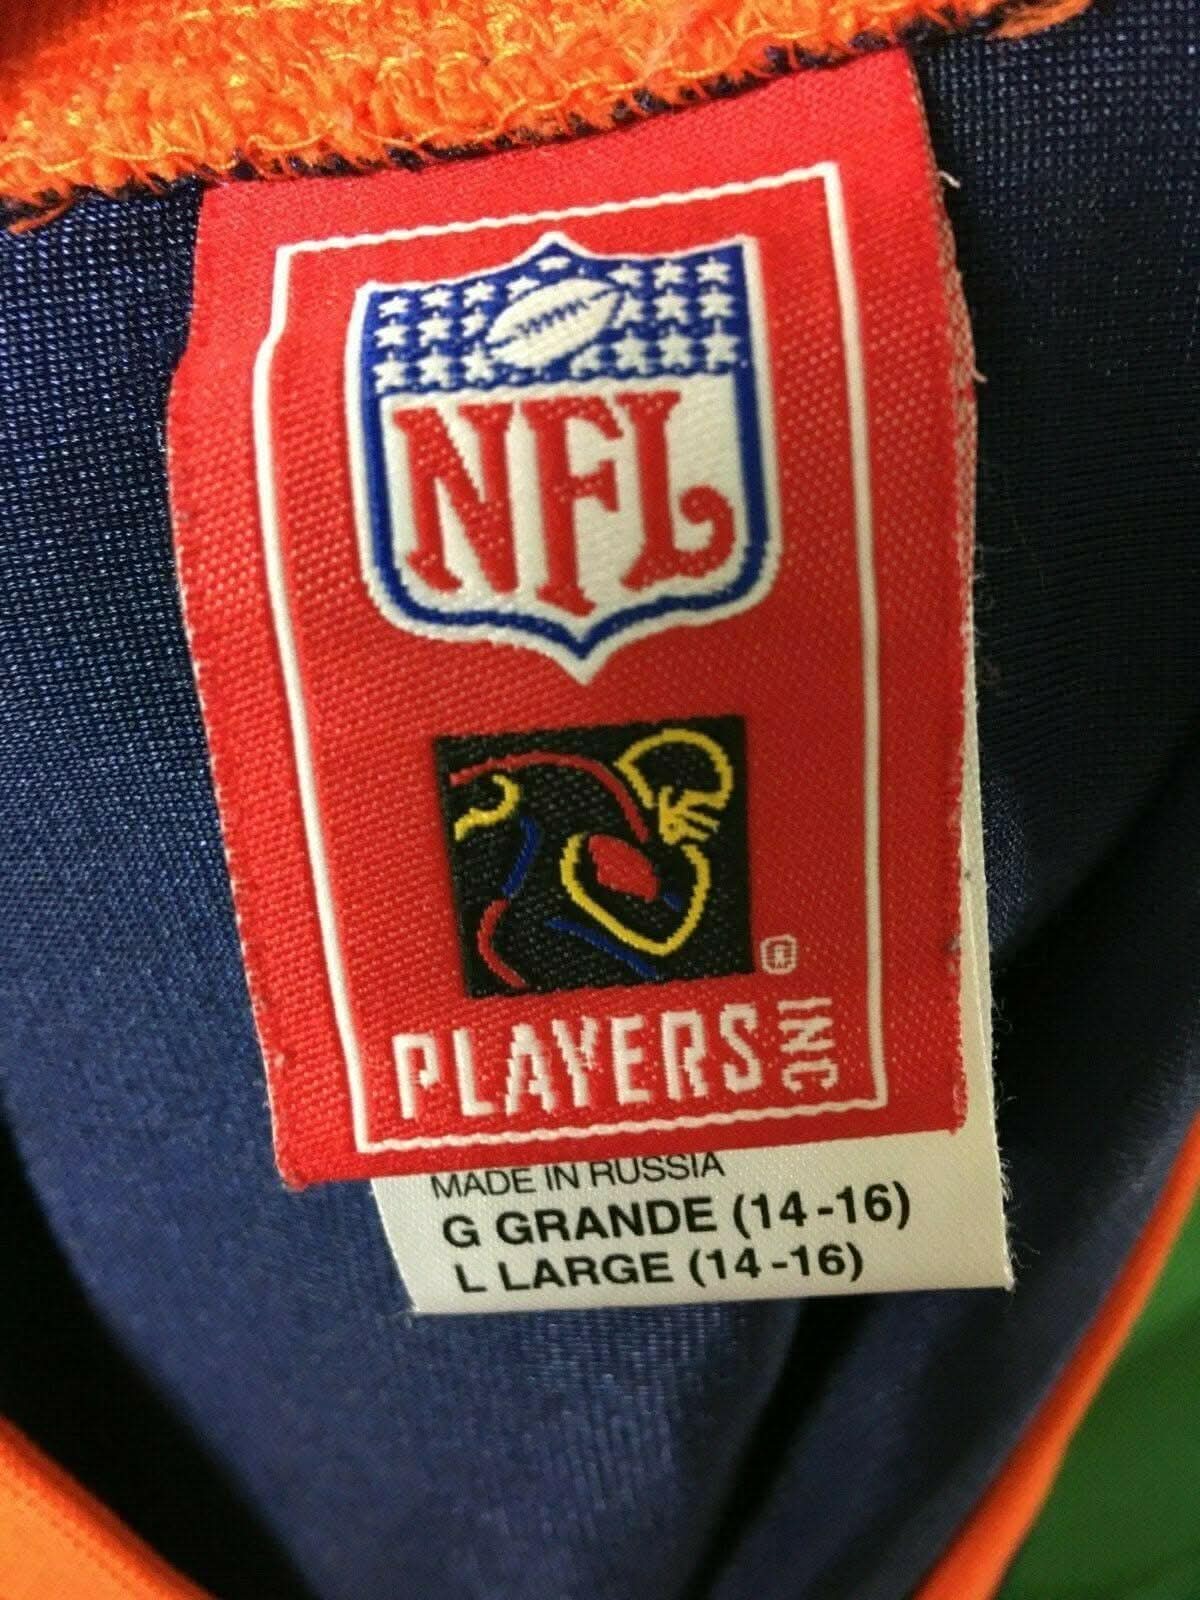 NFL
PLAYERS INC
®
MADE IN RUSSIA
G GRANDE (14-16)
L LARGE (14-16)